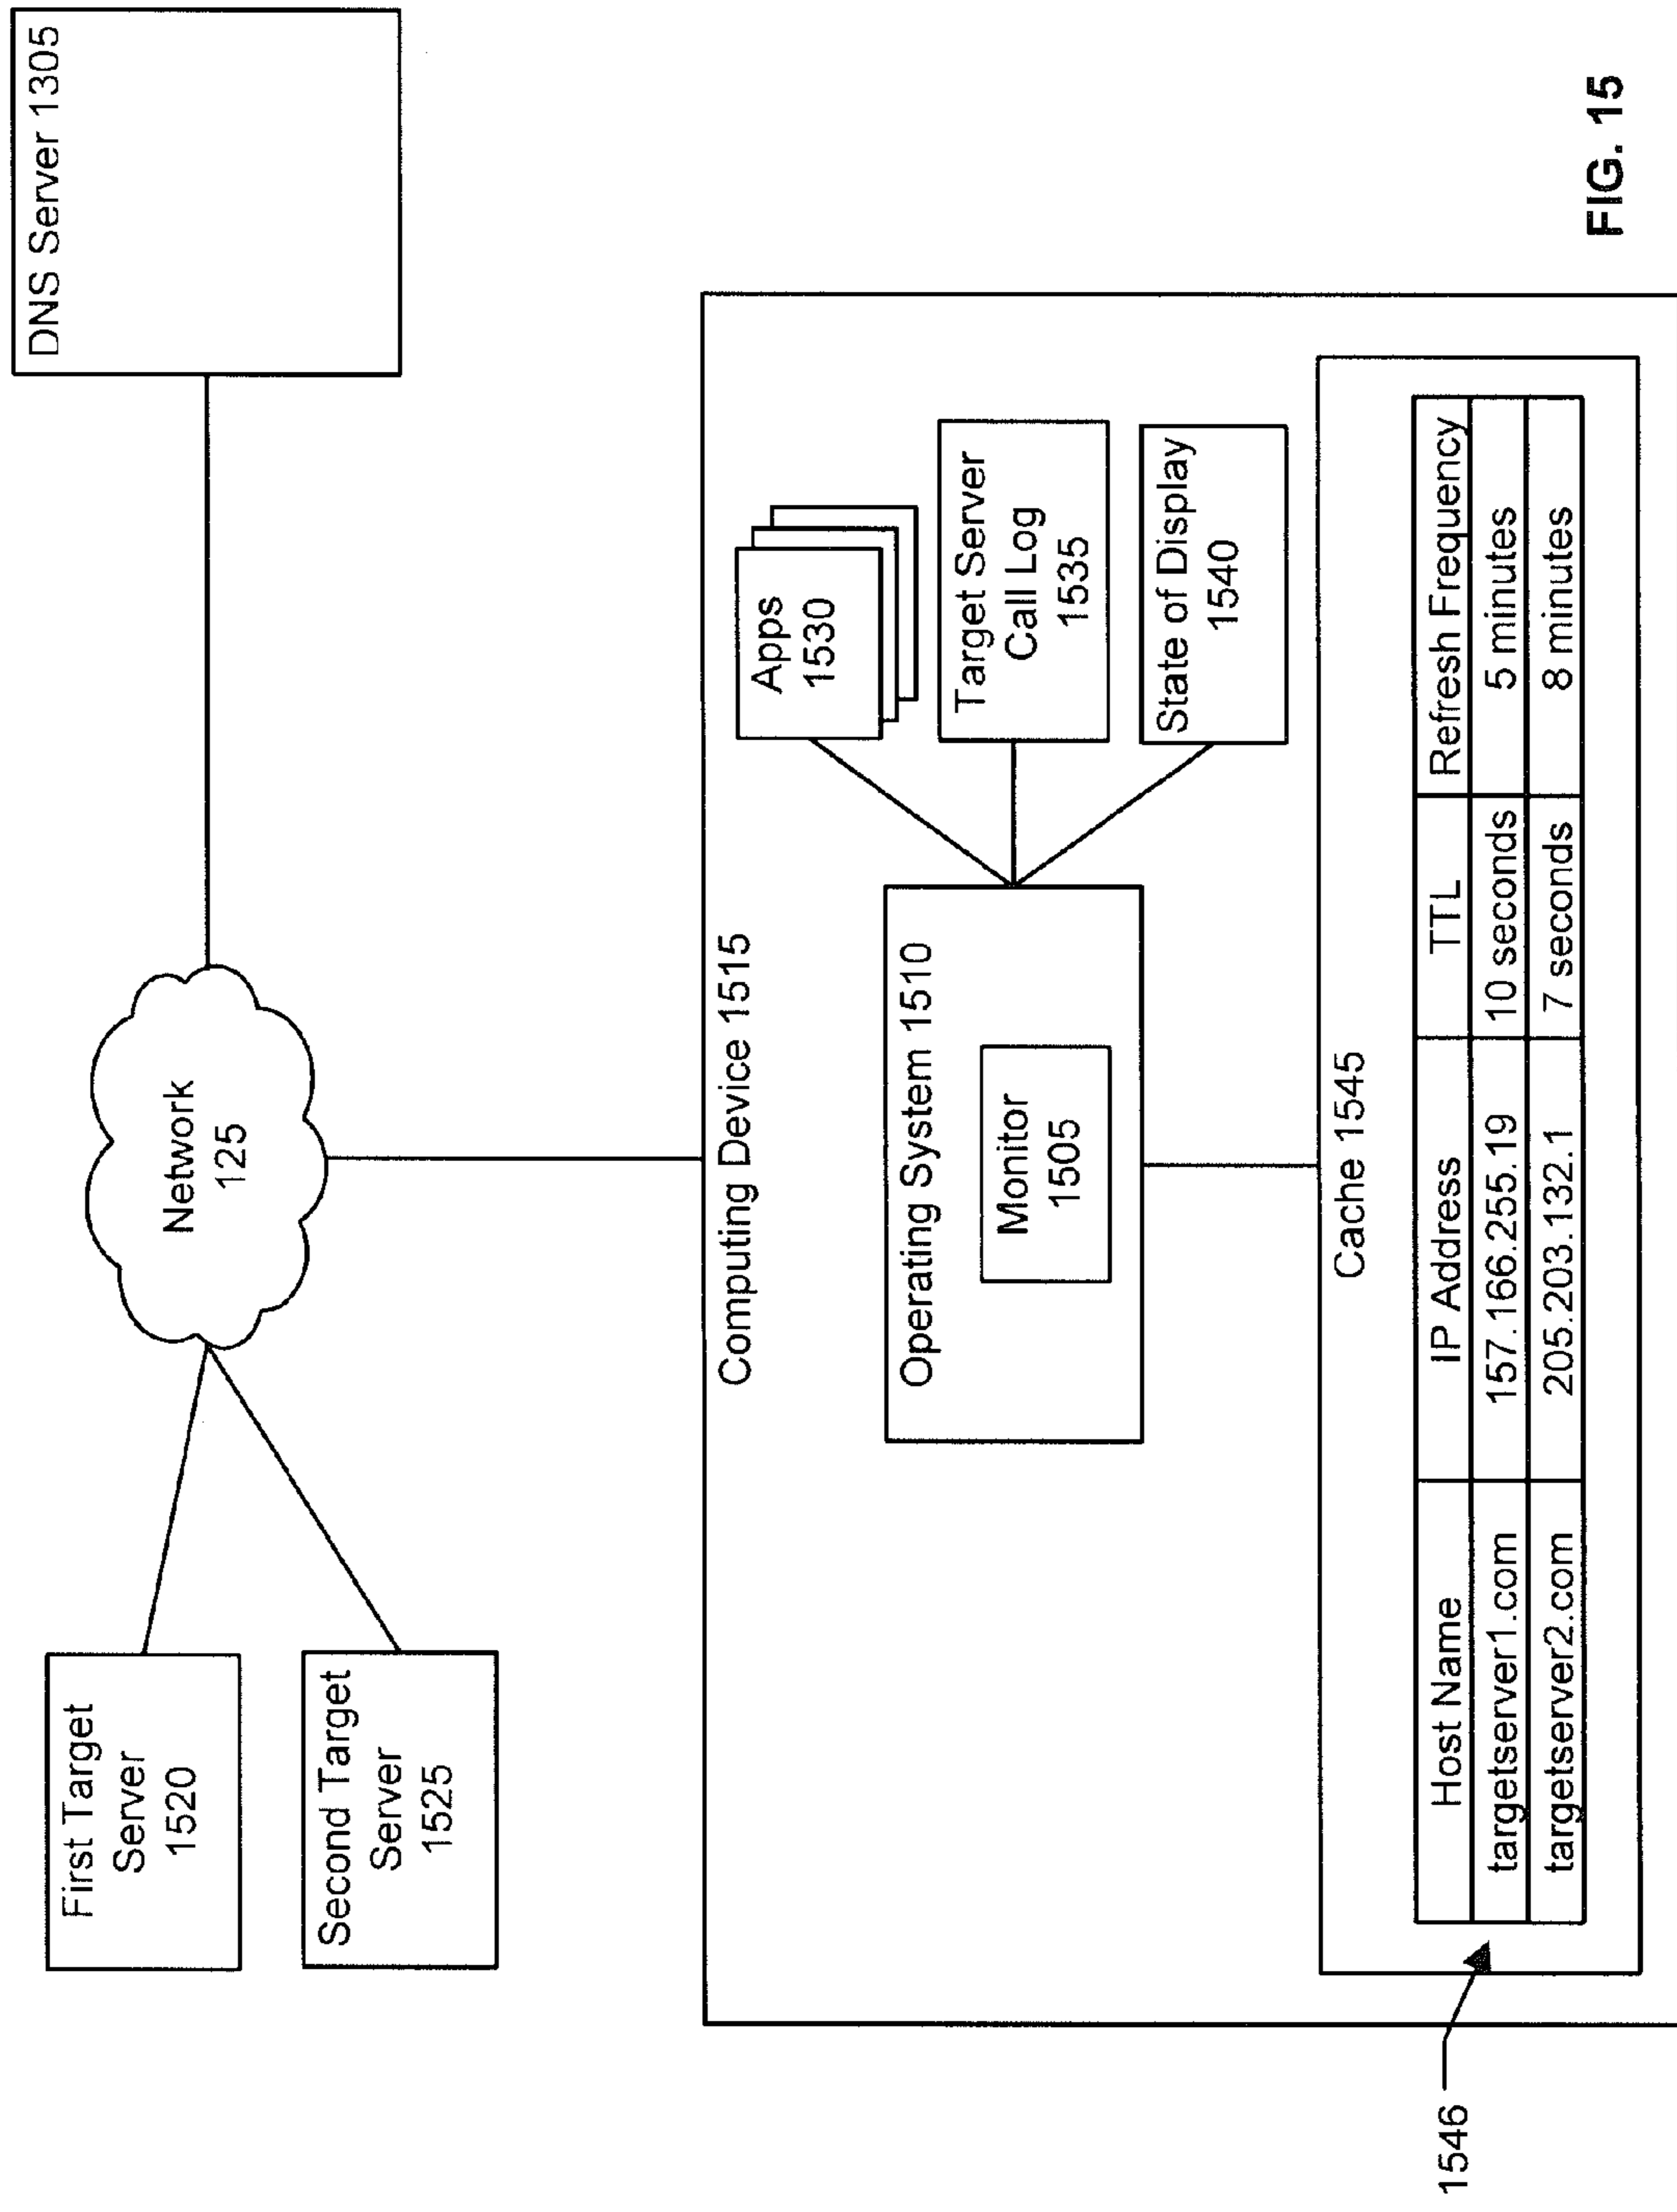 First Target
Server
1520
Second Target
Server
1525
Network
125
DNS Server 1305
Computing Device 1515
Operating System 1510
Monitor
1505
Apps
1530
Target Server
Call Log
1535
State of Display
1540
Cache 1545
Host Name IP Address TTL Refresh Frequency
targetserver1.com 157.166.255.19 10 seconds 5 minutes
targetserver2.com 205.203.132.1 7 seconds 8 minutes
1546
FIG. 15